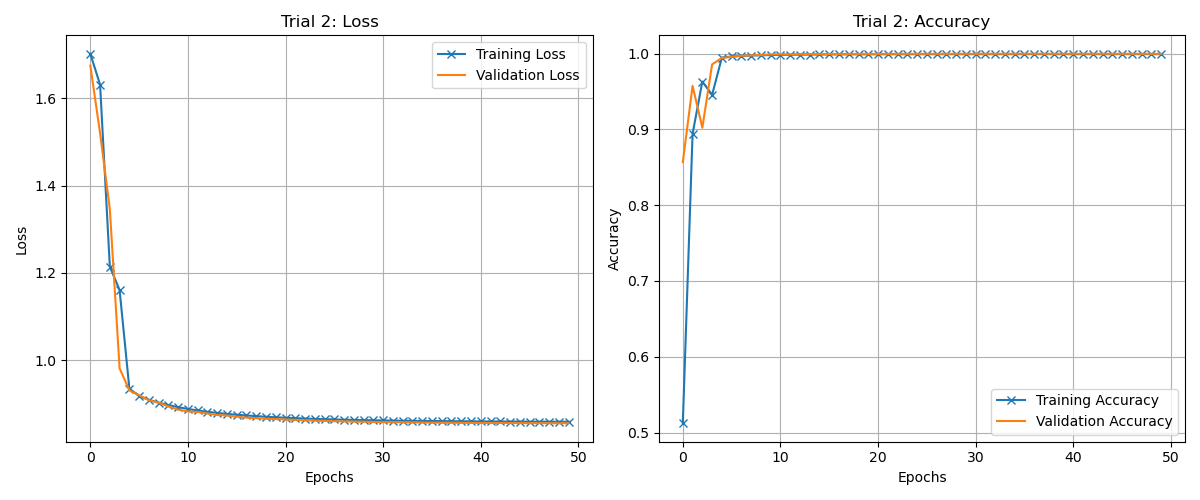 Trial 2: Loss
Training Loss
Validation Loss
1.6
1.4
1.2
1.0
Loss
0
10
20
30
40
50
Epochs
Trial 2: Accuracy
1.0
0.9
0.8
0.7
0.6
0.5
Accuracy
Training Accuracy
Validation Accuracy
0
10
20
30
40
50
Epochs